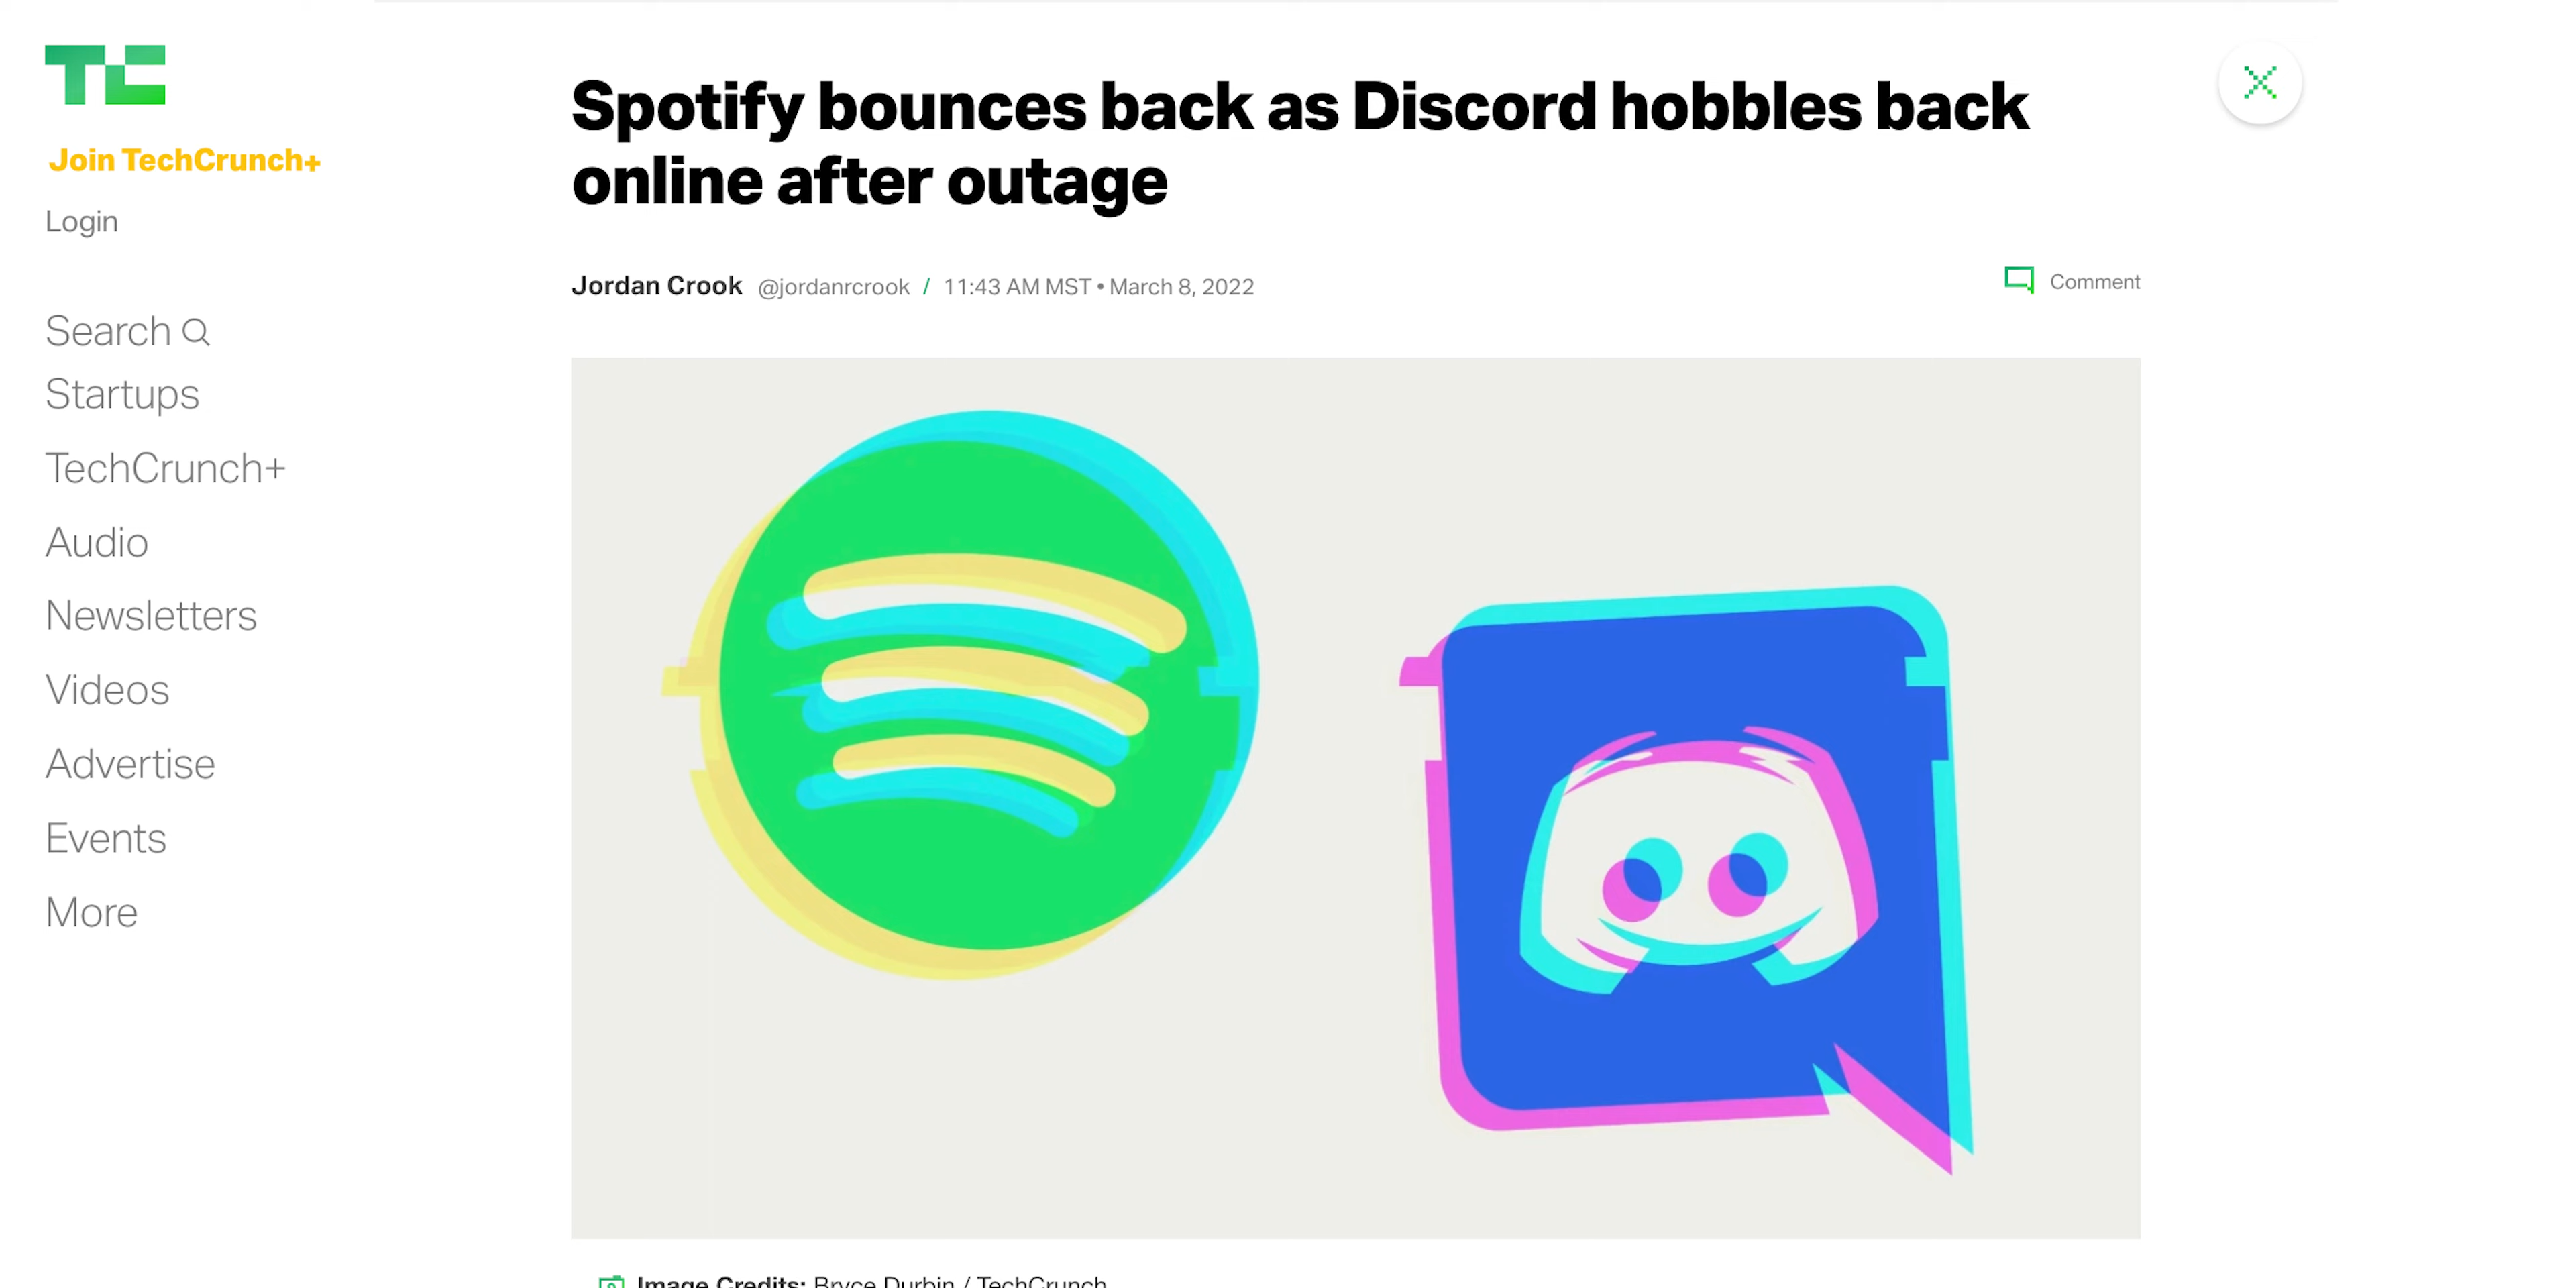 TC
Join TechCrunch+
Login
Search
Startups
TechCrunch+
Audio
Newsletters
Videos
Advertise
Events
More
Spotify bounces back as Discord hobbles back
online after outage
Jordan Crook @jordanrcrook / 11:43 AM MST • March 8, 2022
Comment
Image Credits: Bryce Durbin / TechCrunch